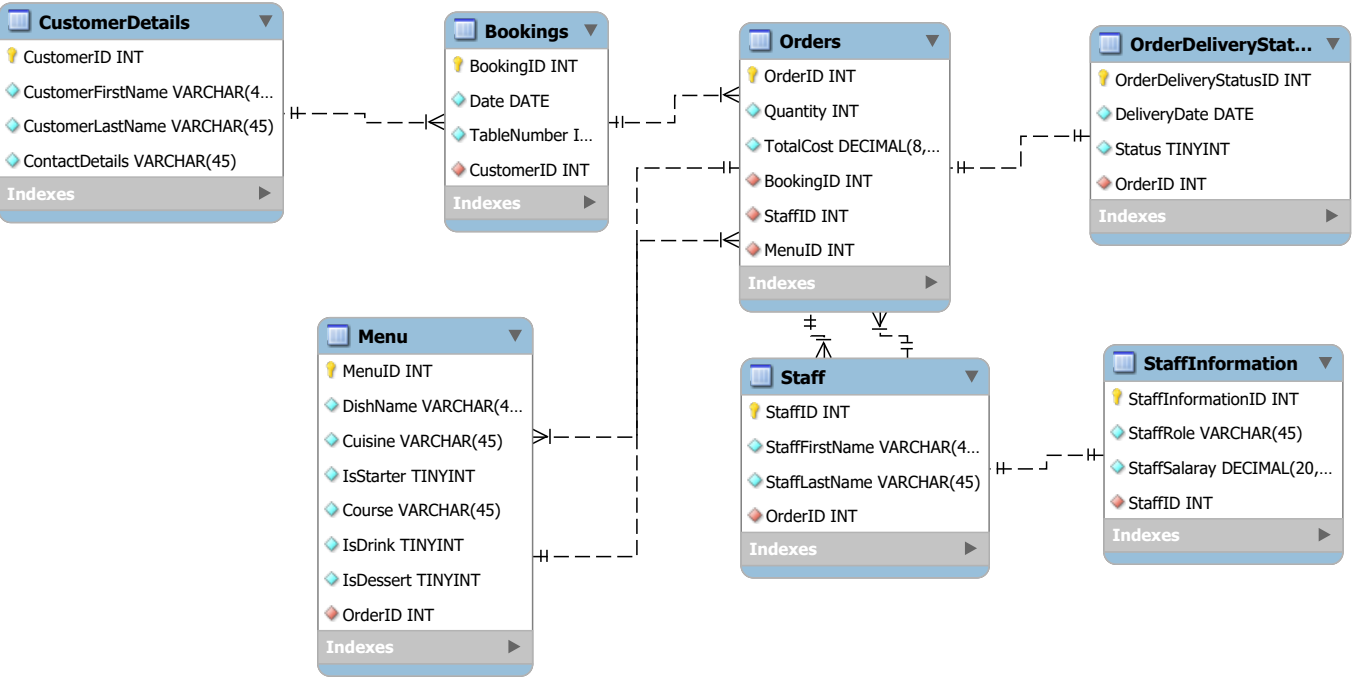 CustomerDetails
CustomerID INT
CustomerFirstName VARCHAR(4...
CustomerLastName VARCHAR(45)
ContactDetails VARCHAR(45)
Indexes
Bookings
BookingID INT
Date DATE
TableNumber I...
CustomerID INT
Indexes
Orders
OrderID INT
Quantity INT
TotalCost DECIMAL(8,...
BookingID INT
StaffID INT
MenuID INT
Indexes
OrderDeliveryStat...
OrderDeliveryStatusID INT
DeliveryDate DATE
Status TINYINT
OrderID INT
Indexes
Menu
MenuID INT
DishName VARCHAR(4...
Cuisine VARCHAR(45)
IsStarter TINYINT
Course VARCHAR(45)
IsDrink TINYINT
IsDessert TINYINT
OrderID INT
Indexes
Staff
StaffID INT
StaffFirstName VARCHAR(4...
StaffLastName VARCHAR(45)
OrderID INT
Indexes
StaffInformation
StaffInformationID INT
StaffRole VARCHAR(45)
StaffSalaray DECIMAL(20,...
StaffID INT
Indexes